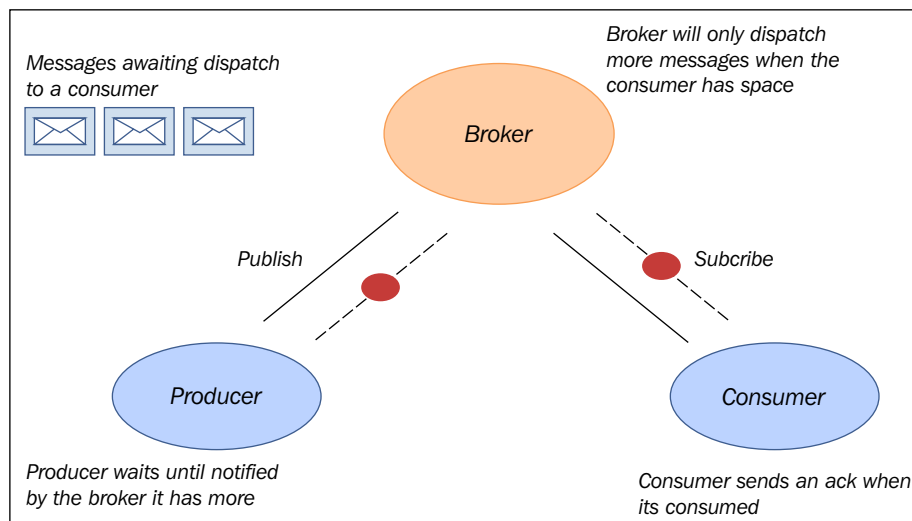 Messages awaiting dispatch
to a consumer
Broker will only dispatch
more messages when the
consumer has space
Broker
Publish
Subcribe
Producer
Consumer
Producer waits until notified
by the broker it has more
Consumer sends an ack when
its consumed